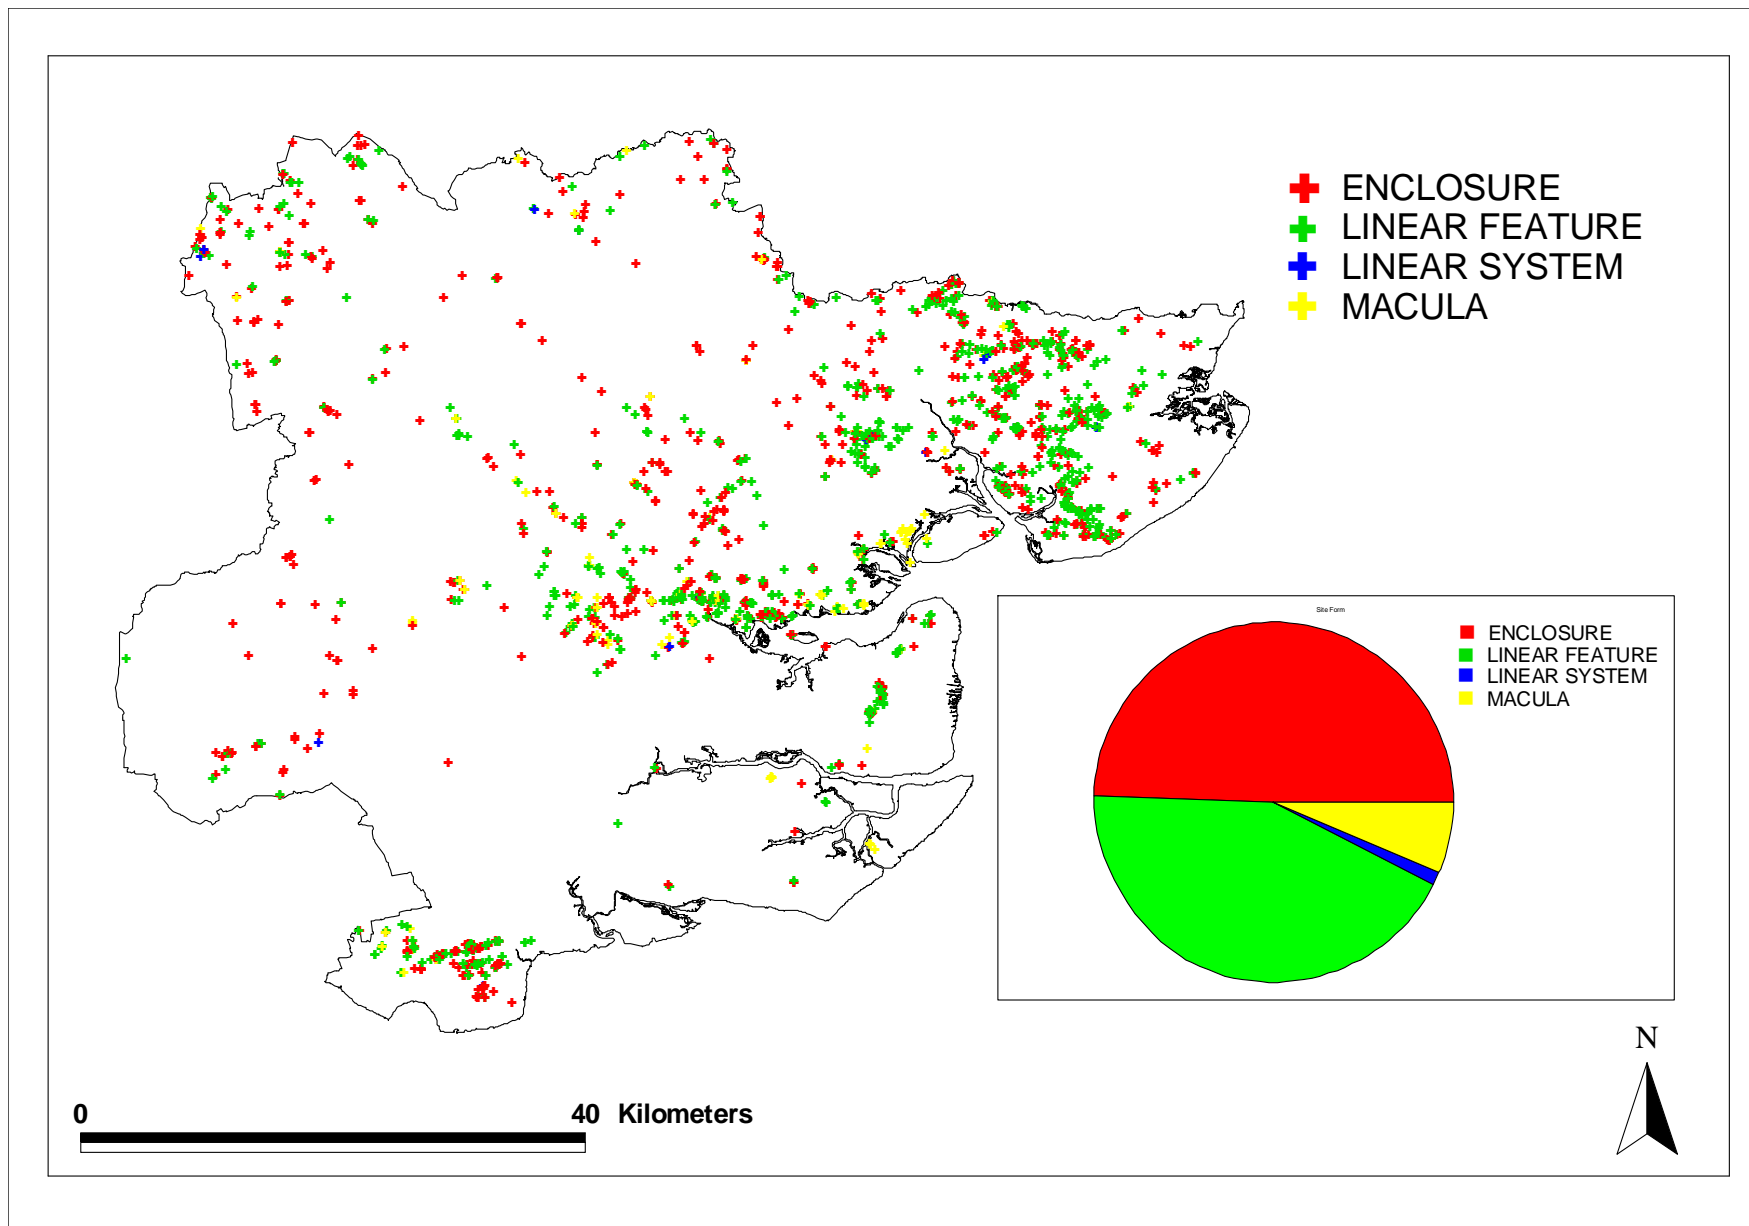 ENCLOSURE
LINEAR FEATURE
LINEAR SYSTEM
MACULA
Site Form
ENCLOSURE
LINEAR FEATURE
LINEAR SYSTEM
MACULA
N
0 40 Kilometers